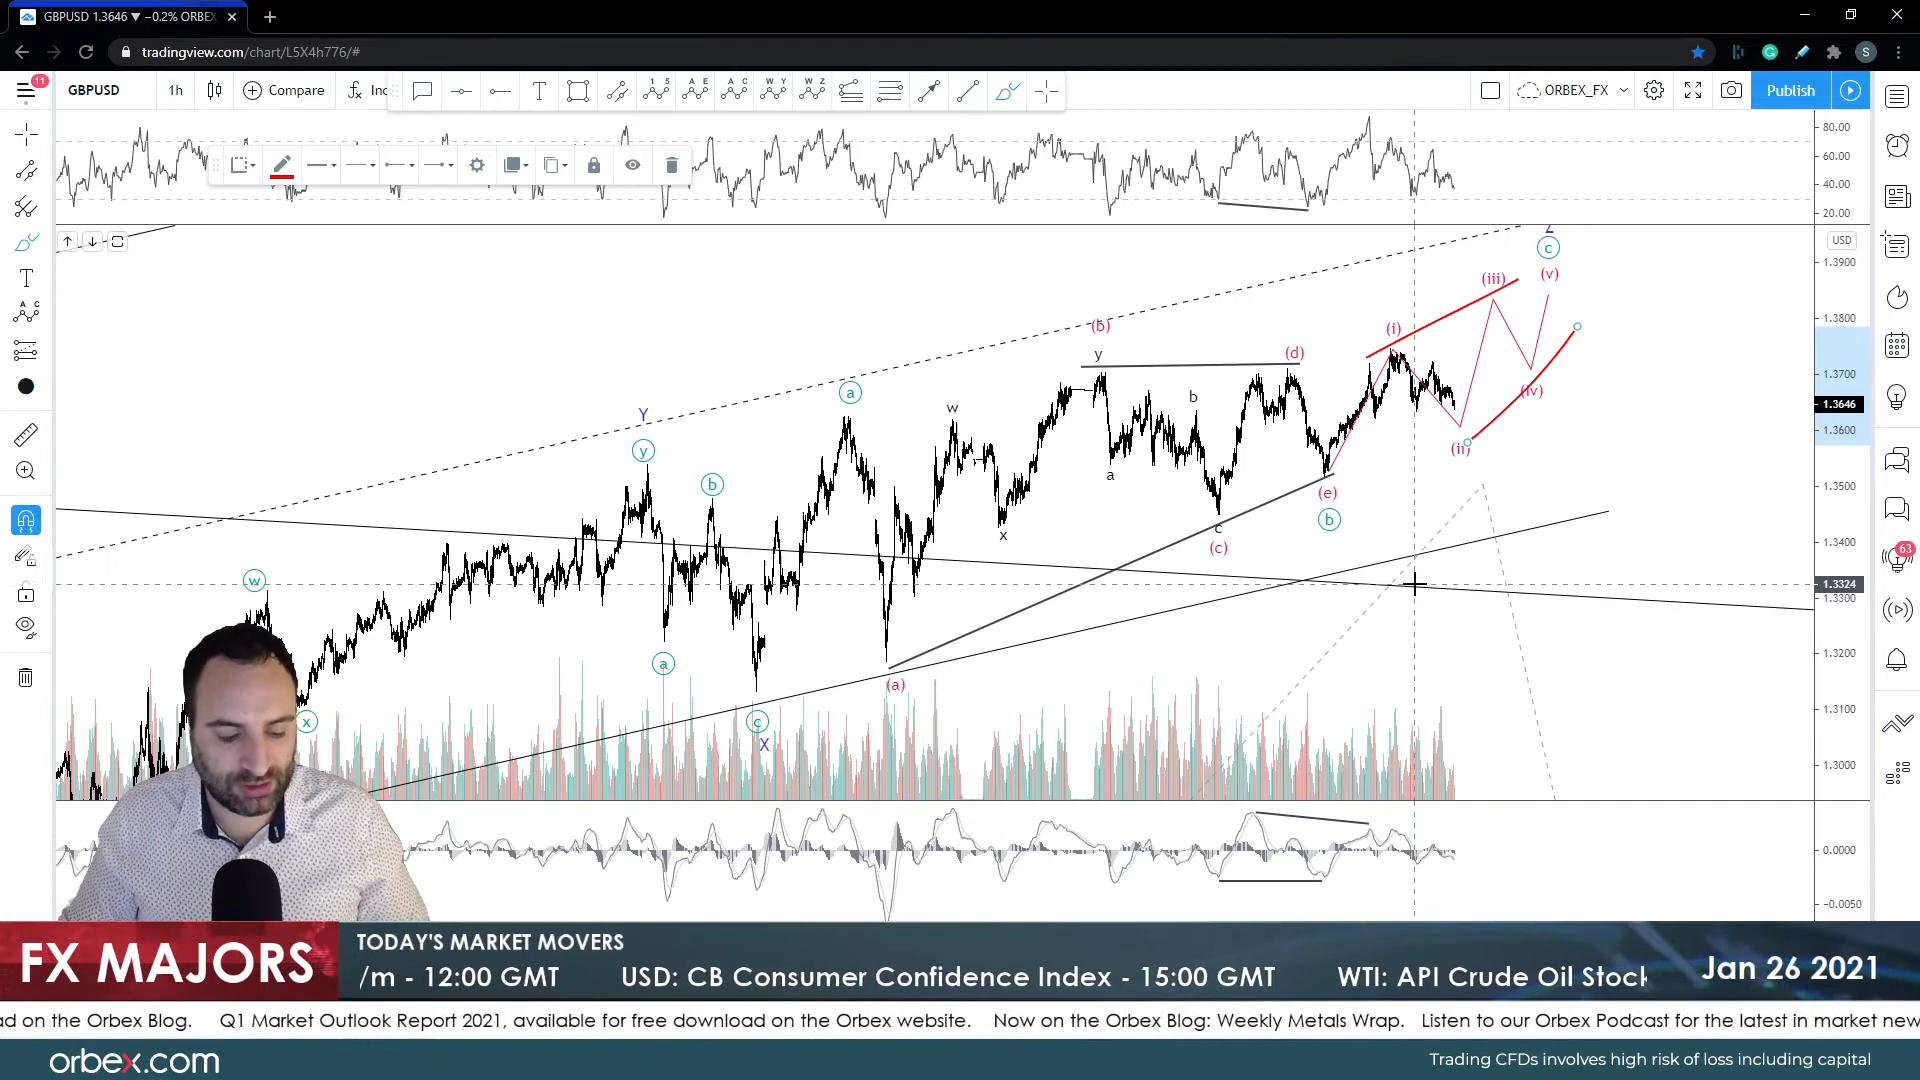 GBPUSD 1.3646 ▼ −0.2% ORBEX
tradingview.com/chart/L5X4h776/#
S
11
GBPUSD
1h
Compare
ORBEX_FX
Publish
1 5
A E
A C
W Y
W Z
80.00
60.00
40.00
20.00
USD
1.3900
1.3800
1.3700
1.3646
1.3600
1.3500
1.3400
1.3324
1.3300
1.3200
1.3100
1.3000
0.0000
−0.0050
63
Z
c
(iii)
(v)
(b)
(i)
y
(d)
a
(iv)
b
w
Y
y
(ii)
b
a
(e)
b
x
c
(c)
w
a
(a)
x
c
X
FX MAJORS
TODAY'S MARKET MOVERS
/m - 12:00 GMT USD: CB Consumer Confidence Index - 15:00 GMT WTI: API Crude Oil Stock
Jan 26 2021
ad on the Orbex Blog. Q1 Market Outlook Report 2021, available for free download on the Orbex website. Now on the Orbex Blog: Weekly Metals Wrap. Listen to our Orbex Podcast for the latest in market new
orbex.com
Trading CFDs involves high risk of loss including capital